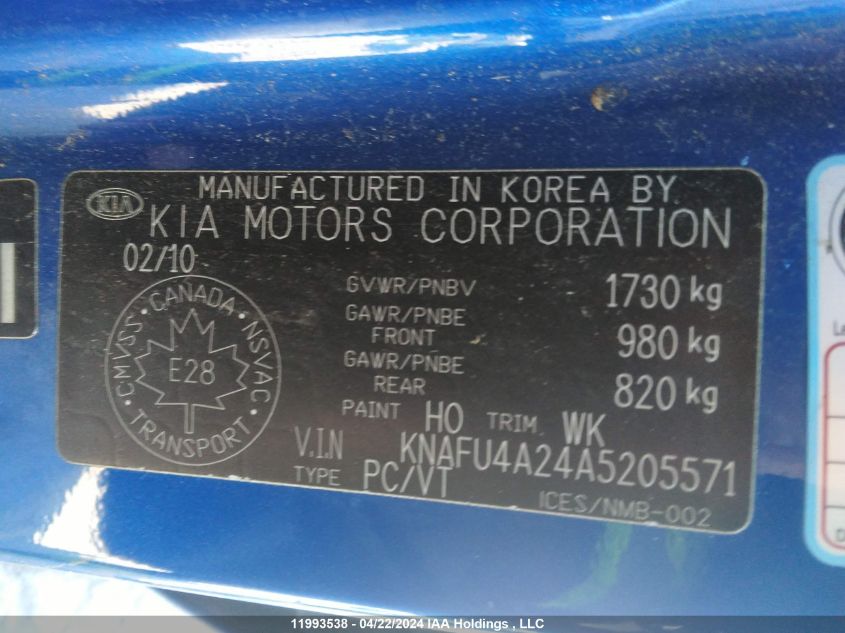 KIA
MANUFACTURED IN KOREA BY
KIA MOTORS CORPORATION
02/10
GVWR/PNBV 1730 kg
GAWR/PNBE FRONT 980 kg
GAWR/PNBE REAR 820 kg
CANADA • NSVAC • TRANSPORT • CMVSS •
E28
PAINT HO TRIM WK
V.I.N KNAFU4A24A5205571
TYPE PC/VT
ICES/NMB-002
11993538 - 04/22/2024 IAA Holdings , LLC